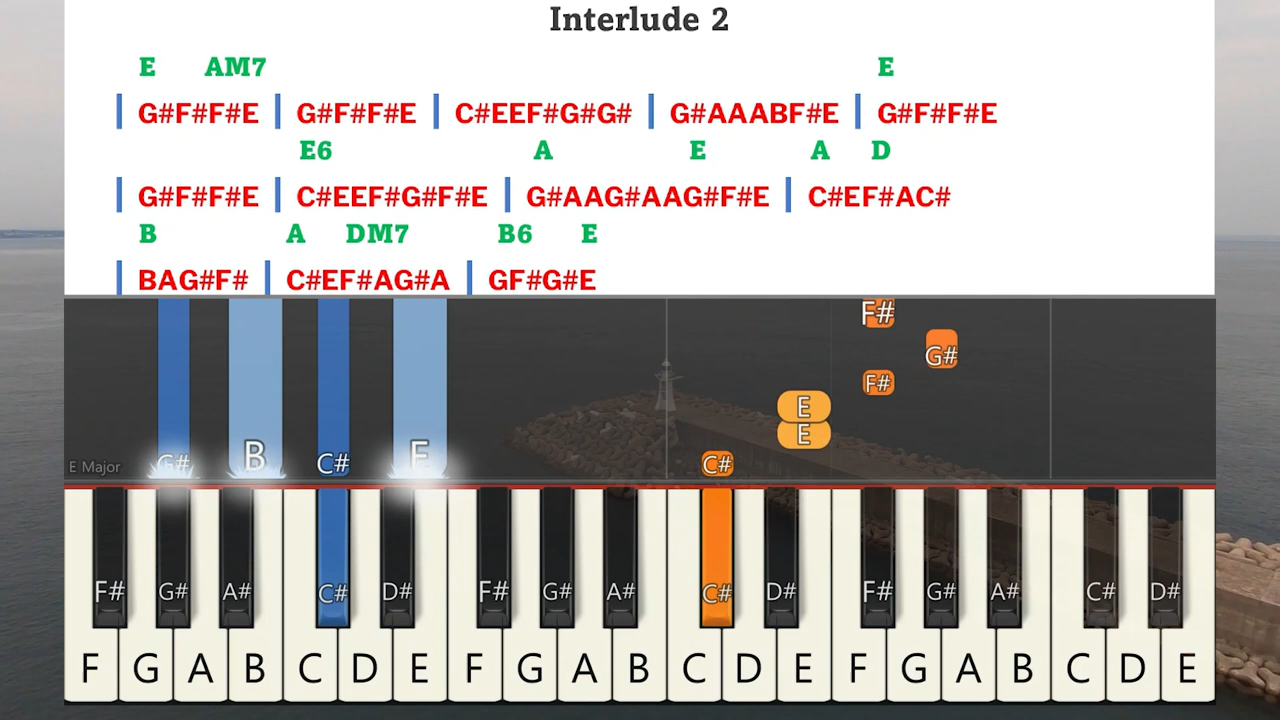 Interlude 2
E AM7 E
| G#F#F#E | G#F#F#E | C#EEF#G#G# | G#AAABF#E | G#F#F#E
E6 A E A D
| G#F#F#E | C#EEF#G#F#E | G#AAG#AAG#F#E | C#EF#AC#
B A DM7 B6 E
| BAG#F# | C#EF#AG#A | GF#G#E
F#
G#
F#
E
E
G# B C# E C#
E Major
F# G# A# C# D# F# G# A# C# D# F# G# A# C# D#
F G A B C D E F G A B C D E F G A B C D E